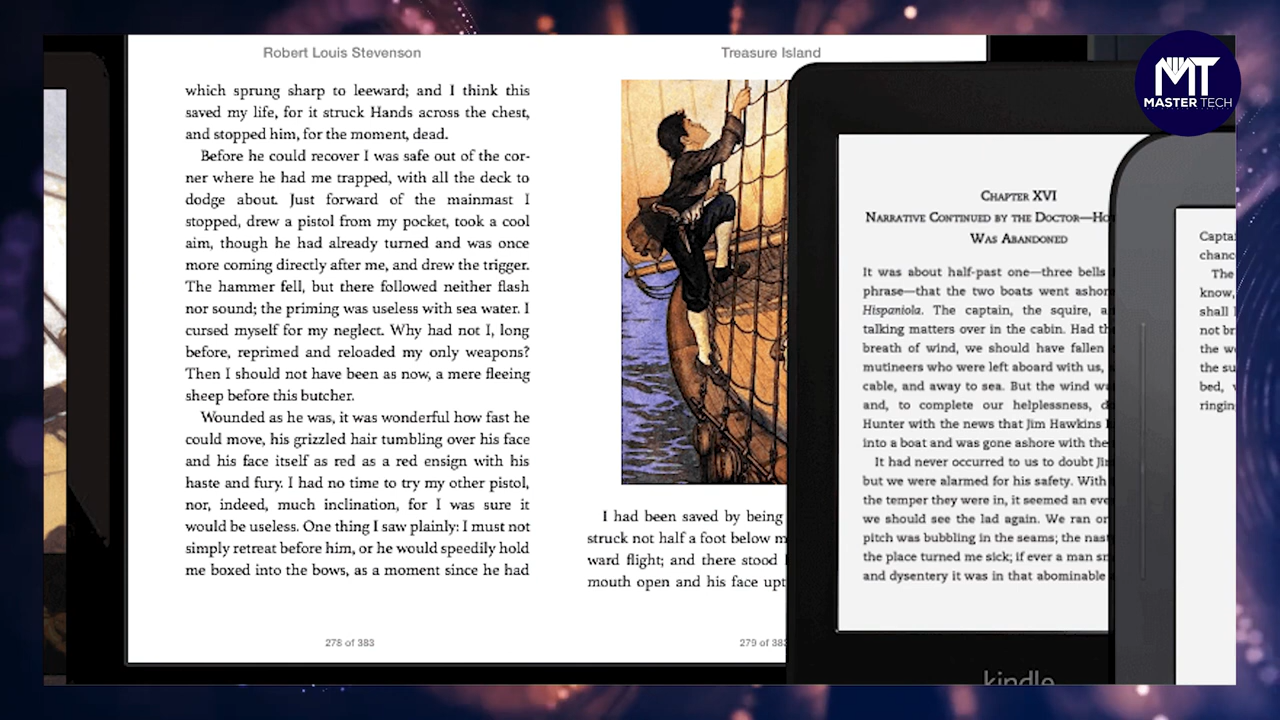 Robert Louis Stevenson
which sprung sharp to leeward; and I think this
saved my life, for it struck Hands across the chest,
and stopped him, for the moment, dead.
Before he could recover I was safe out of the cor-
ner where he had me trapped, with all the deck to
dodge about. Just forward of the mainmast I
stopped, drew a pistol from my pocket, took a cool
aim, though he had already turned and was once
more coming directly after me, and drew the trigger.
The hammer fell, but there followed neither flash
nor sound; the priming was useless with sea water. I
cursed myself for my neglect. Why had not I, long
before, reprimed and reloaded my only weapons?
Then I should not have been as now, a mere fleeing
sheep before this butcher.
Wounded as he was, it was wonderful how fast he
could move, his grizzled hair tumbling over his face
and his face itself as red as a red ensign with his
haste and fury. I had no time to try my other pistol,
nor, indeed, much inclination, for I was sure it
would be useless. One thing I saw plainly: I must not
simply retreat before him, or he would speedily hold
me boxed into the bows, as a moment since he had
278 of 383
Treasure Island
I had been saved by being
struck not half a foot below
ward flight; and there stood
mouth open and his face
279 of 383
Chapter XVI
Narrative Continued by the Doctor—
Was Abandoned
It was about half-past one—three bells
phrase—that the two boats went
Hispaniola. The captain, the squire,
talking matters over in the cabin. Had
breath of wind, we should have fallen
mutineers who were left aboard with us,
cable, and away to sea. But the wind
and, to complete our helplessness,
Hunter with the news that Jim Hawkins
into a boat and was gone ashore with the
It had never occurred to us to doubt
but we were alarmed for his safety. With
the temper they were in, it seemed an
we should see the lad again. We ran
pitch was bubbling in the seams; the
the place turned me sick; if ever a man
and dysentery it was in that abominable
kindle
The
know,
shall
not
the
the
bed,
MT
MASTER TECH